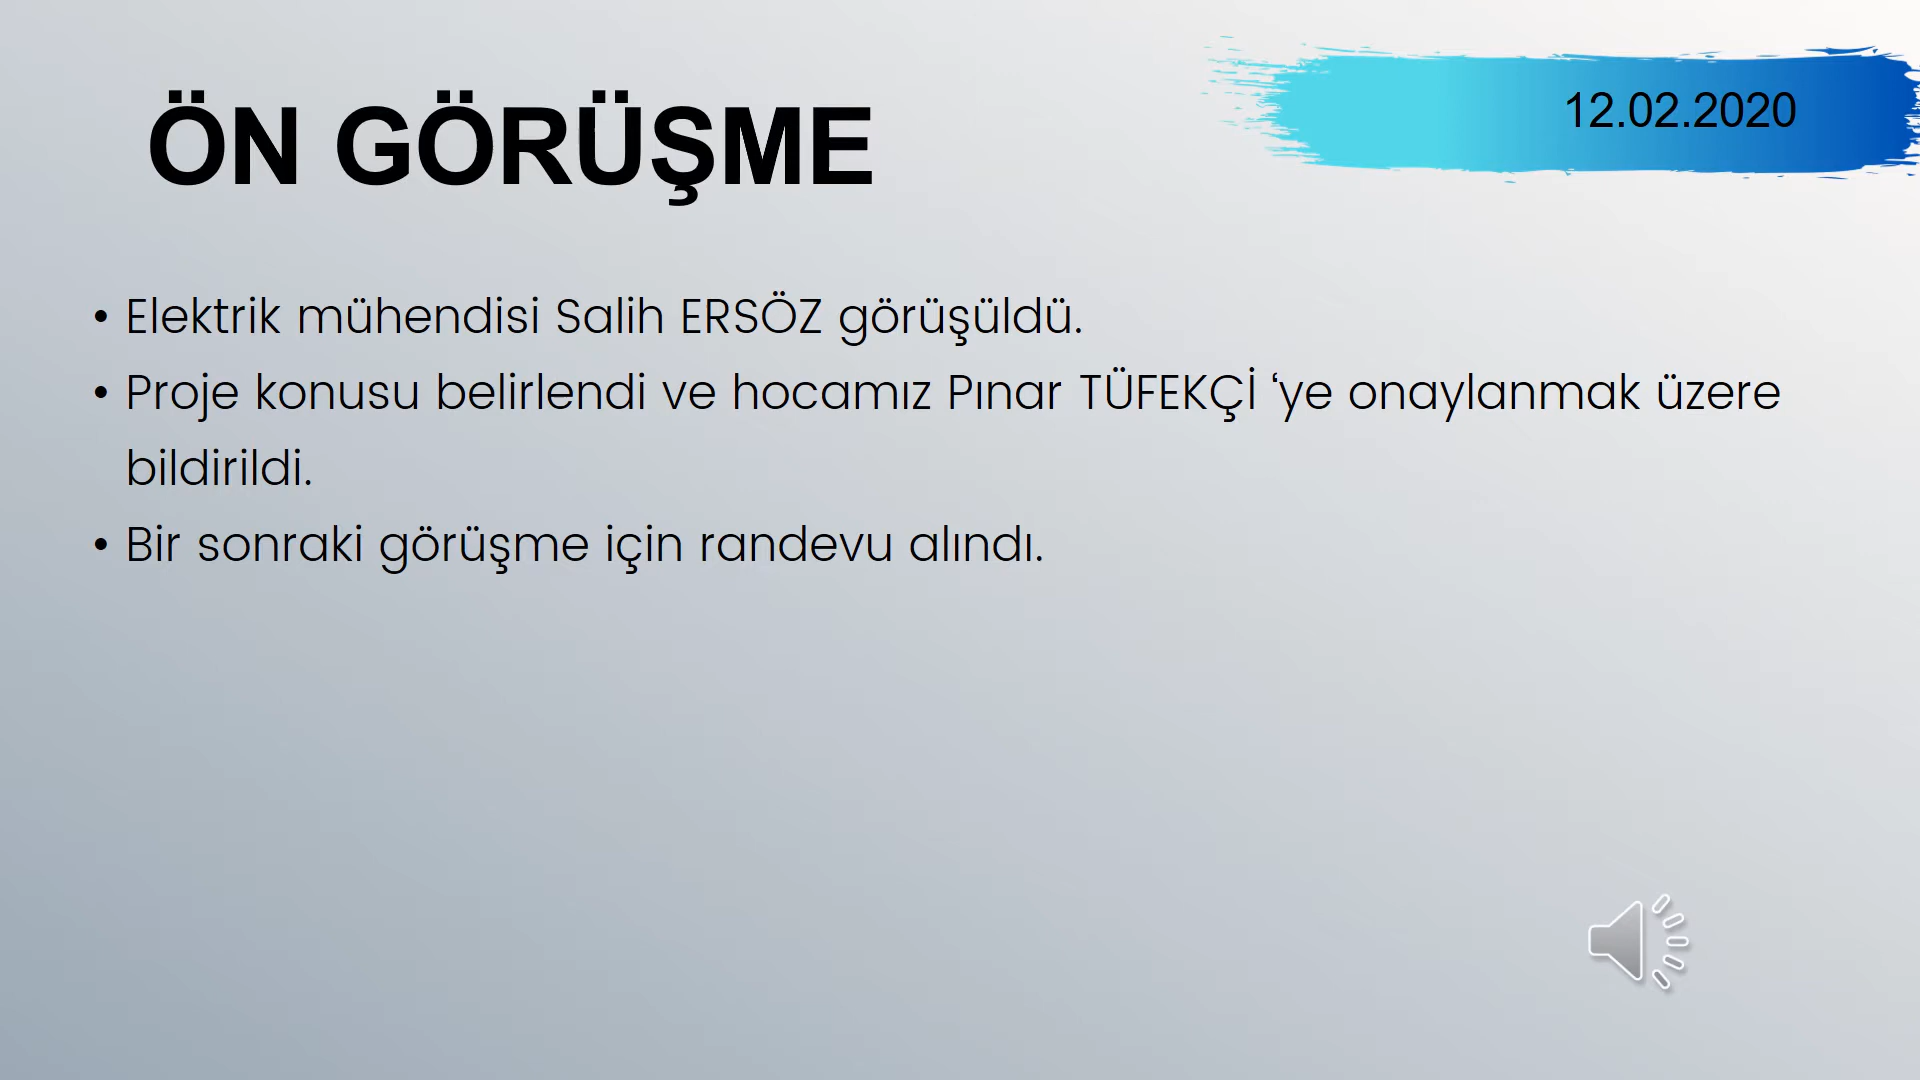 ÖN GÖRÜŞME
12.02.2020
• Elektrik mühendisi Salih ERSÖZ görüşüldü.
• Proje konusu belirlendi ve hocamız Pınar TÜFEKÇİ ‘ye onaylanmak üzere
bildirildi.
• Bir sonraki görüşme için randevu alındı.